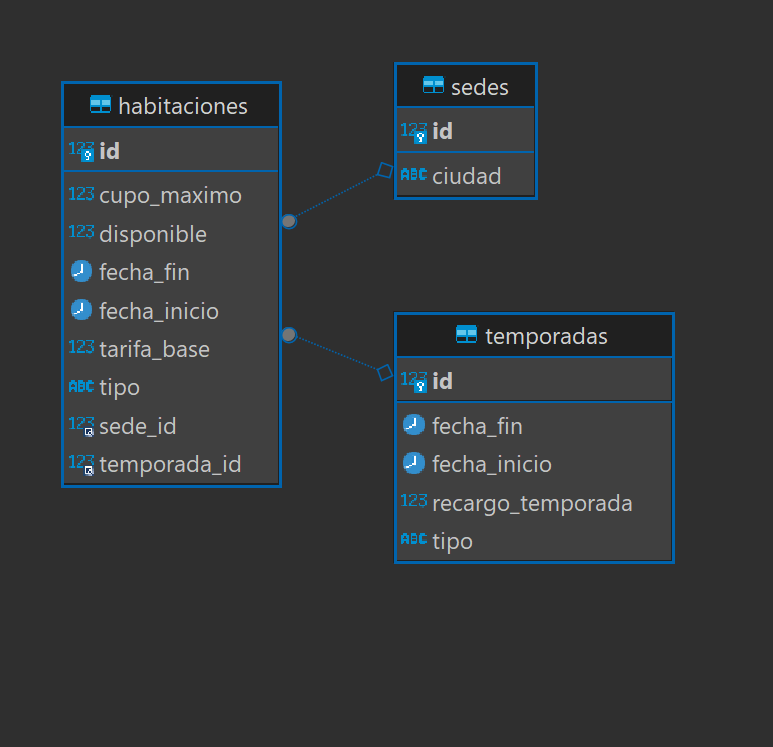 habitaciones
123 id
123 cupo_maximo
123 disponible
fecha_fin
fecha_inicio
123 tarifa_base
ABC tipo
123 sede_id
123 temporada_id
sedes
123 id
ABC ciudad
temporadas
123 id
fecha_fin
fecha_inicio
123 recargo_temporada
ABC tipo